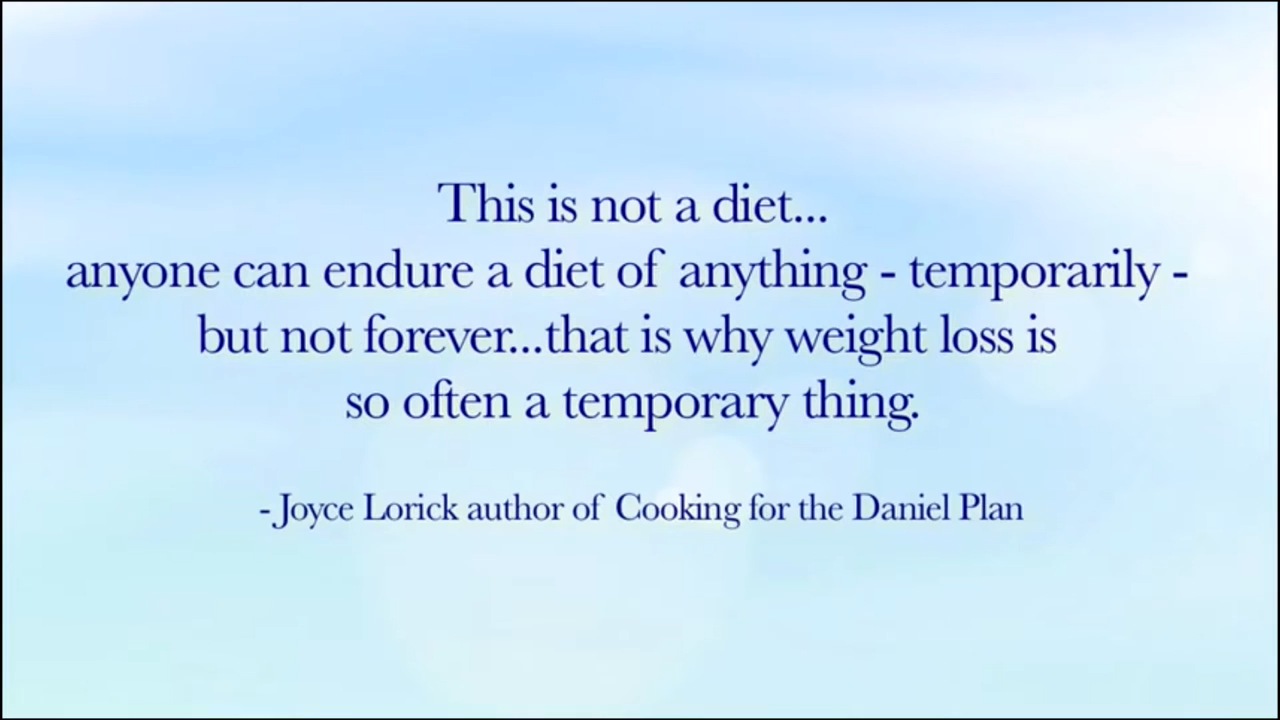 This is not a diet...
anyone can endure a diet of anything - temporarily -
but not forever...that is why weight loss is
so often a temporary thing.
- Joyce Lorick author of Cooking for the Daniel Plan